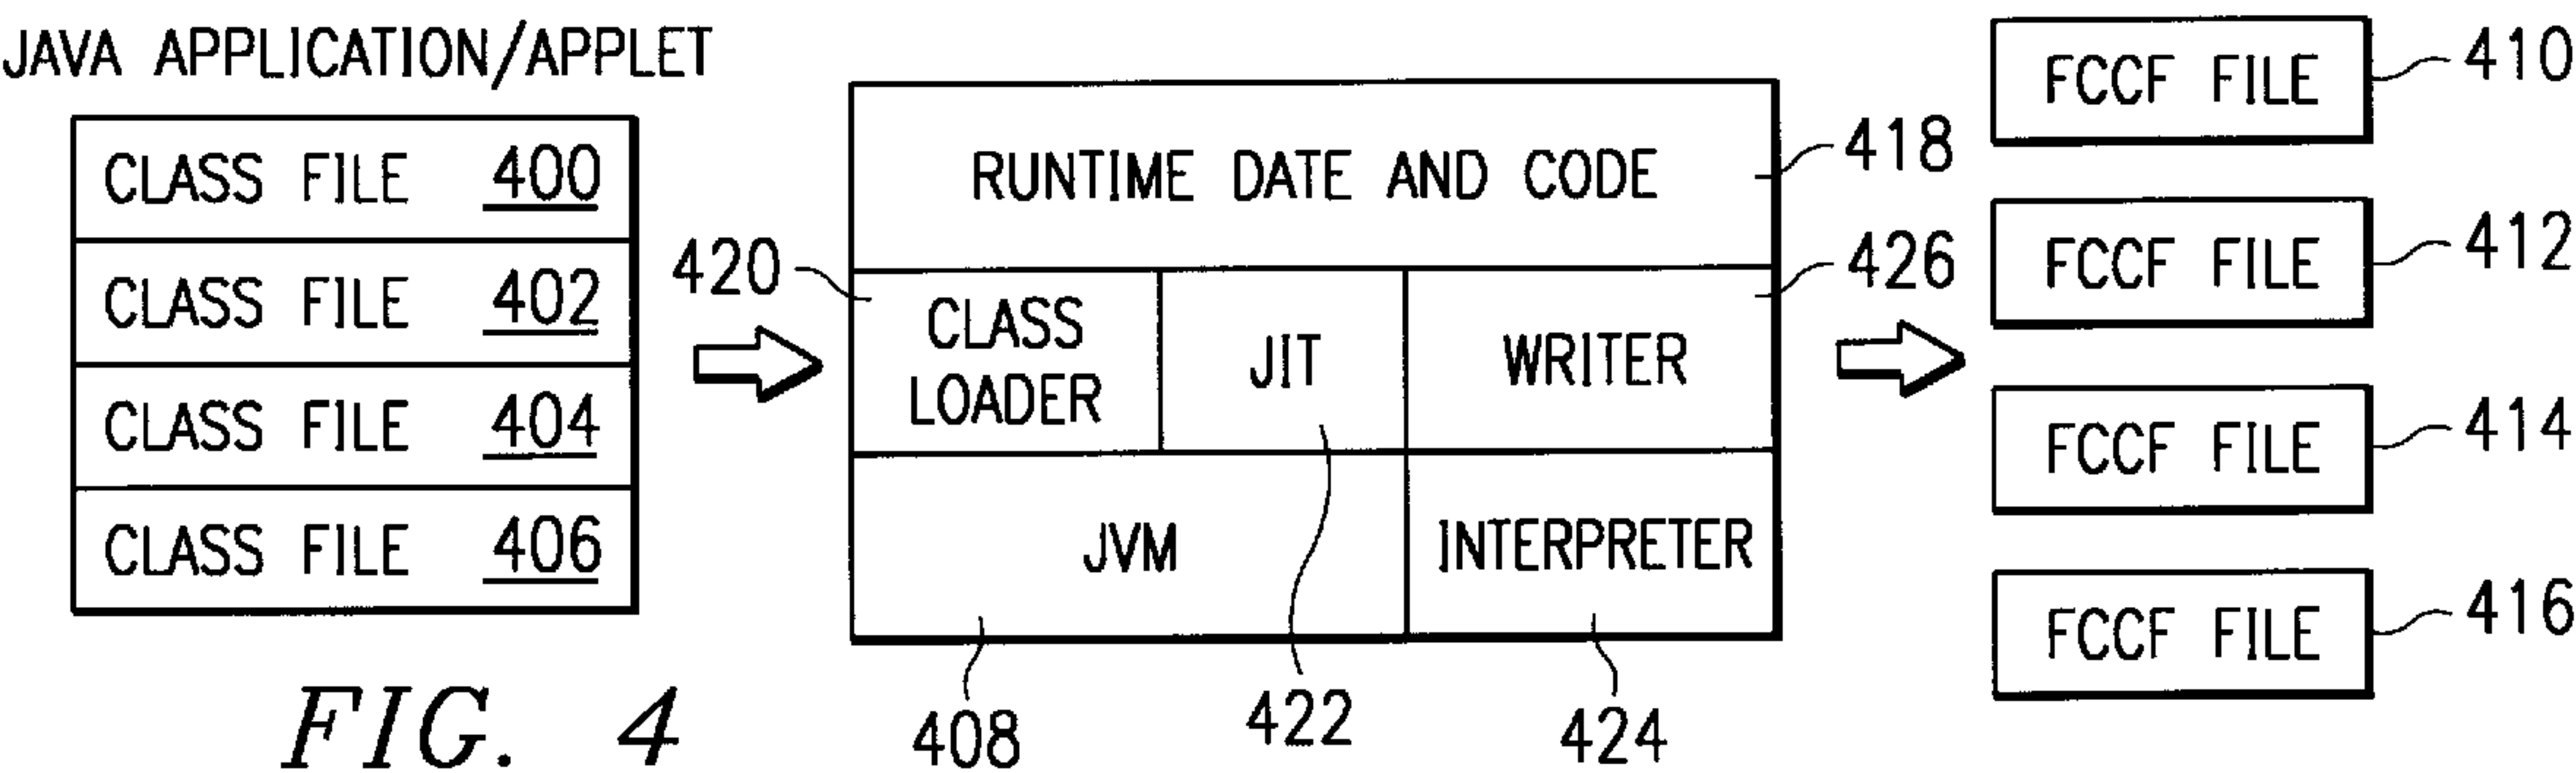 JAVA APPLICATION/APPLET
CLASS FILE 400
CLASS FILE 402
CLASS FILE 404
CLASS FILE 406
420
RUNTIME DATE AND CODE
418
CLASS
LOADER
JIT
WRITER
426
JVM
INTERPRETER
408
422
424
FCCF FILE
410
FCCF FILE
412
FCCF FILE
414
FCCF FILE
416
FIG. 4